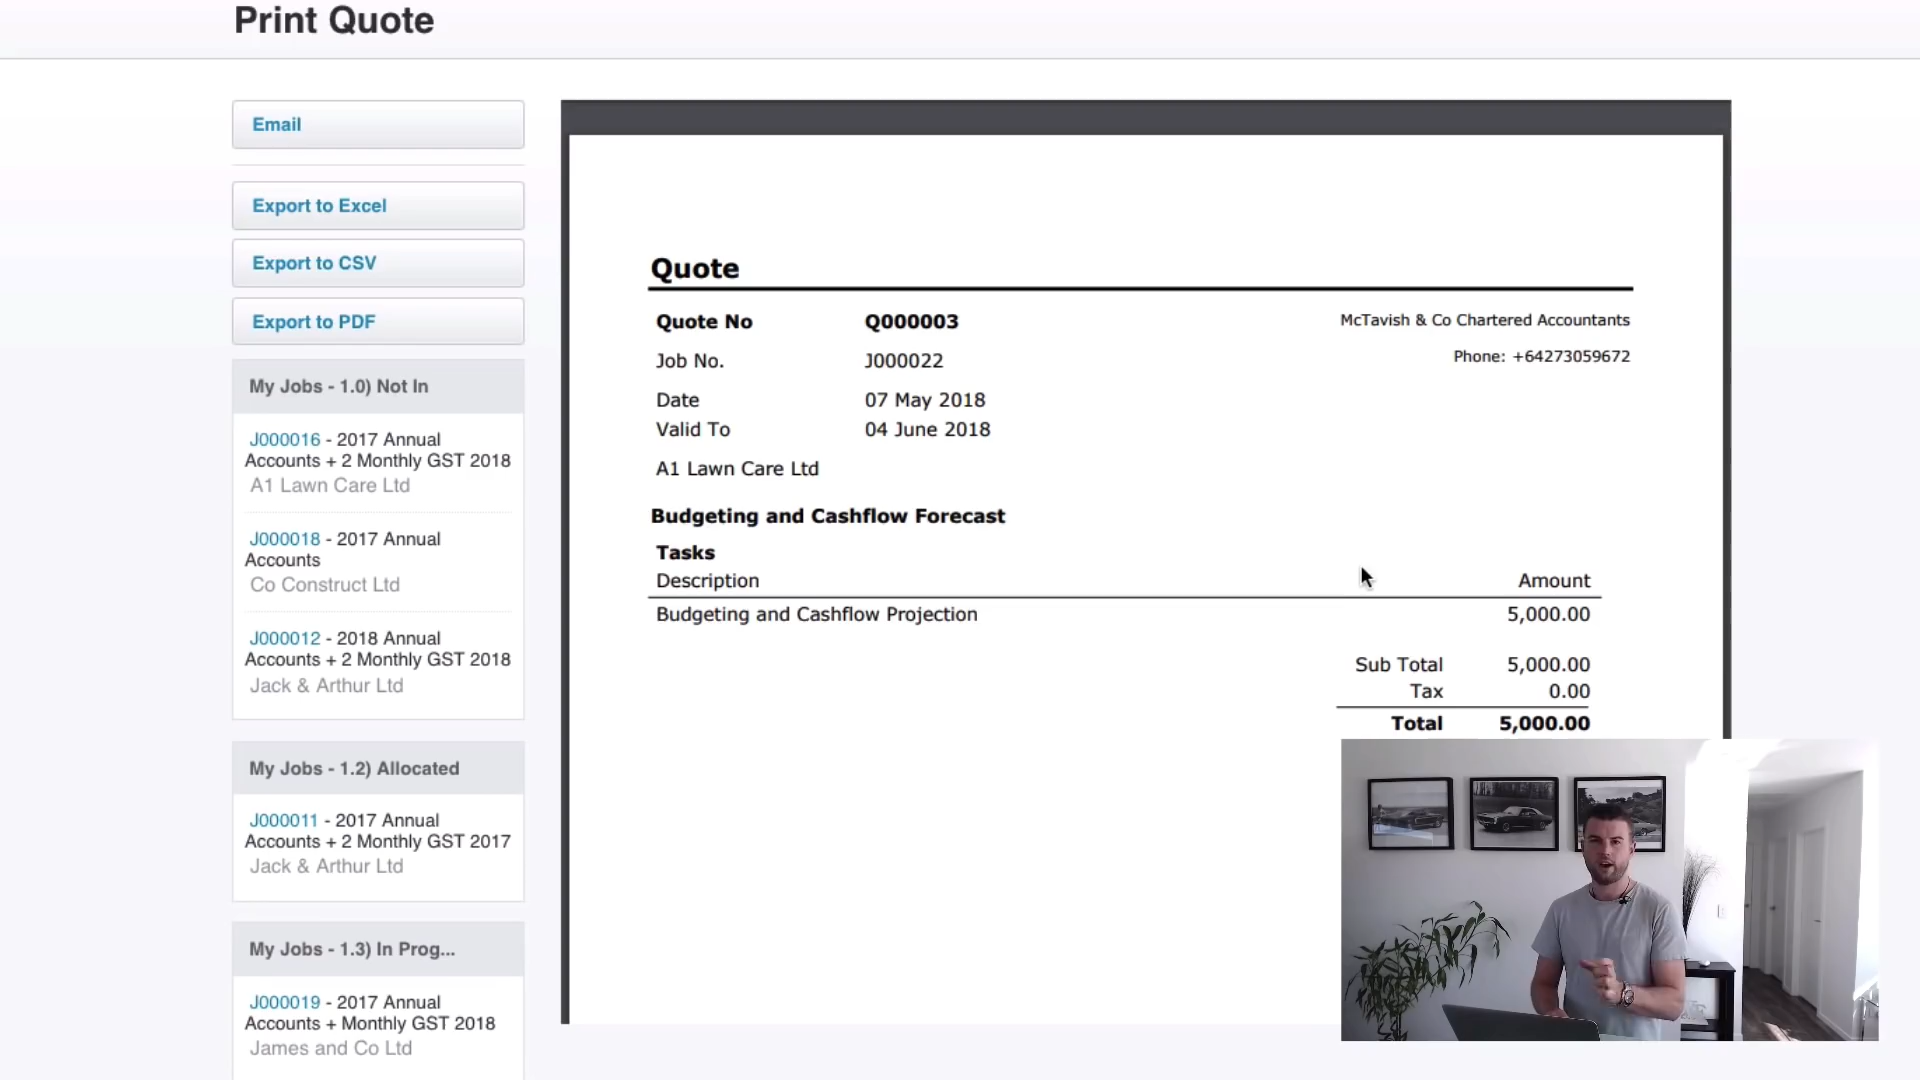 Print Quote
Email
Export to Excel
Export to CSV
Export to PDF
My Jobs - 1.0) Not In
J000016 - 2017 Annual
Accounts + 2 Monthly GST 2018
A1 Lawn Care Ltd
J000018 - 2017 Annual
Accounts
Co Construct Ltd
J000012 - 2018 Annual
Accounts + 2 Monthly GST 2018
Jack & Arthur Ltd
My Jobs - 1.2) Allocated
J000011 - 2017 Annual
Accounts + 2 Monthly GST 2017
Jack & Arthur Ltd
My Jobs - 1.3) In Prog...
J000019 - 2017 Annual
Accounts + Monthly GST 2018
James and Co Ltd
Quote
Quote No Q000003
McTavish & Co Chartered Accountants
Job No. J000022
Phone: +64273059672
Date 07 May 2018
Valid To 04 June 2018
A1 Lawn Care Ltd
Budgeting and Cashflow Forecast
Tasks
Description Amount
Budgeting and Cashflow Projection 5,000.00
Sub Total 5,000.00
Tax 0.00
Total 5,000.00